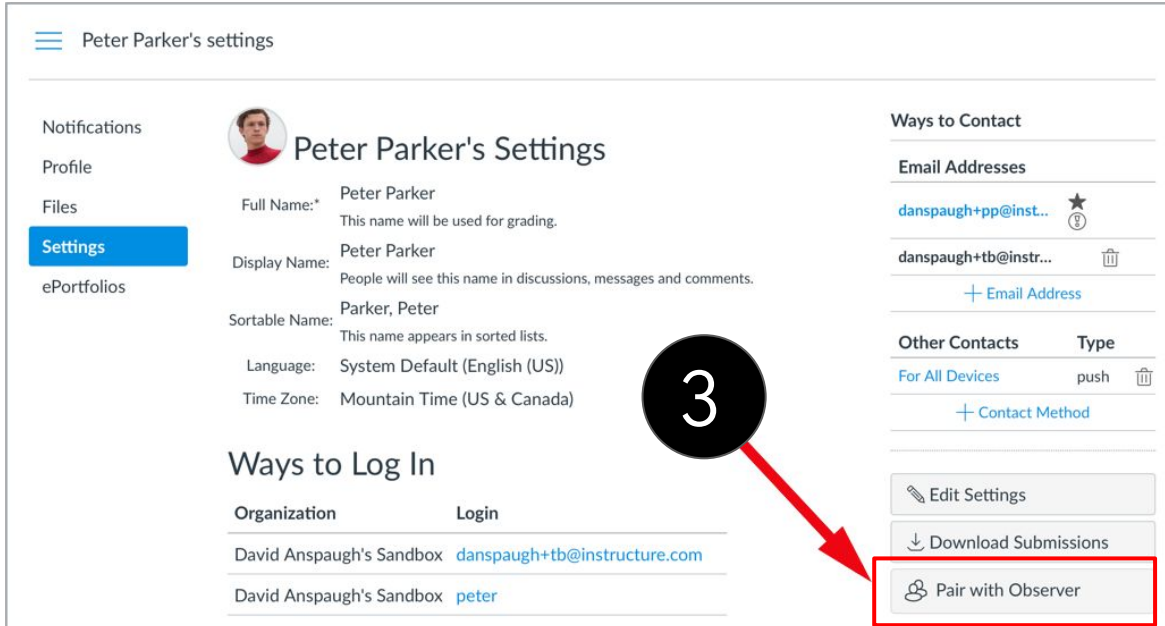 Peter Parker's settings
Notifications
Profile
Files
Settings
ePortfolios
Peter Parker's Settings
Full Name:* Peter Parker
This name will be used for grading.
Display Name: Peter Parker
People will see this name in discussions, messages and comments.
Sortable Name: Parker, Peter
This name appears in sorted lists.
Language: System Default (English (US))
Time Zone: Mountain Time (US & Canada)
Ways to Log In
Organization Login
David Anspaugh's Sandbox danspaugh+tb@instructure.com
David Anspaugh's Sandbox peter
3
Ways to Contact
Email Addresses
danspaugh+pp@inst...
danspaugh+tb@instr...
+ Email Address
Other Contacts Type
For All Devices push
+ Contact Method
Edit Settings
Download Submissions
Pair with Observer